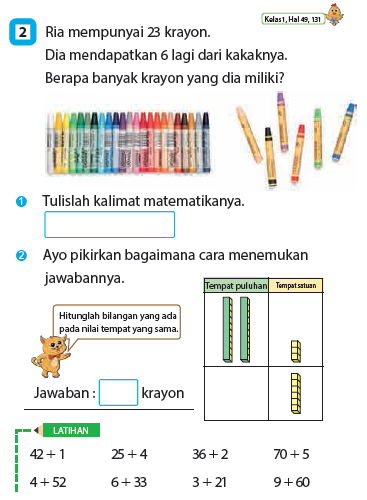 Kelas 1, Hal 49, 131
2 Ria mempunyai 23 krayon.
Dia mendapatkan 6 lagi dari kakaknya.
Berapa banyak krayon yang dia miliki?
1 Tulislah kalimat matematikanya.
2 Ayo pikirkan bagaimana cara menemukan
jawabannya.
Tempat puluhan Tempat satuan
Hitunglah bilangan yang ada
pada nilai tempat yang sama.
Jawaban : krayon
LATIHAN
42 + 1 25 + 4 36 + 2 70 + 5
4 + 52 6 + 33 3 + 21 9 + 60